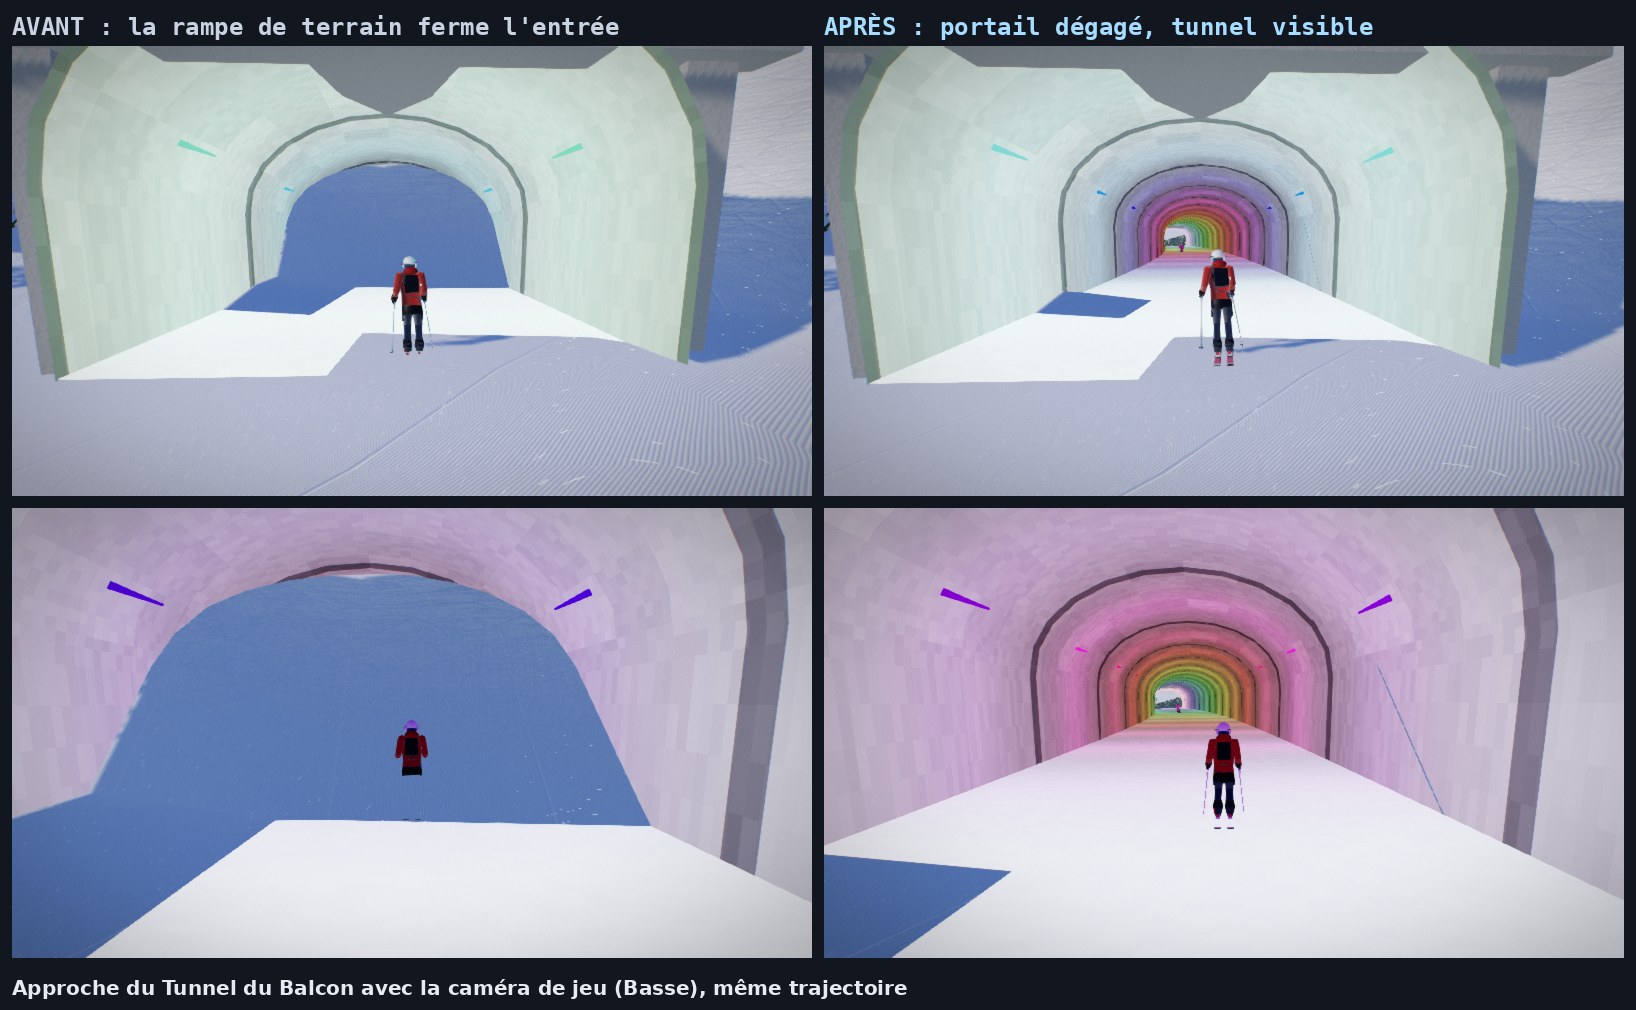 AVANT : la rampe de terrain ferme l'entrée
APRÈS : portail dégagé, tunnel visible
Approche du Tunnel du Balcon avec la caméra de jeu (Basse), même trajectoire